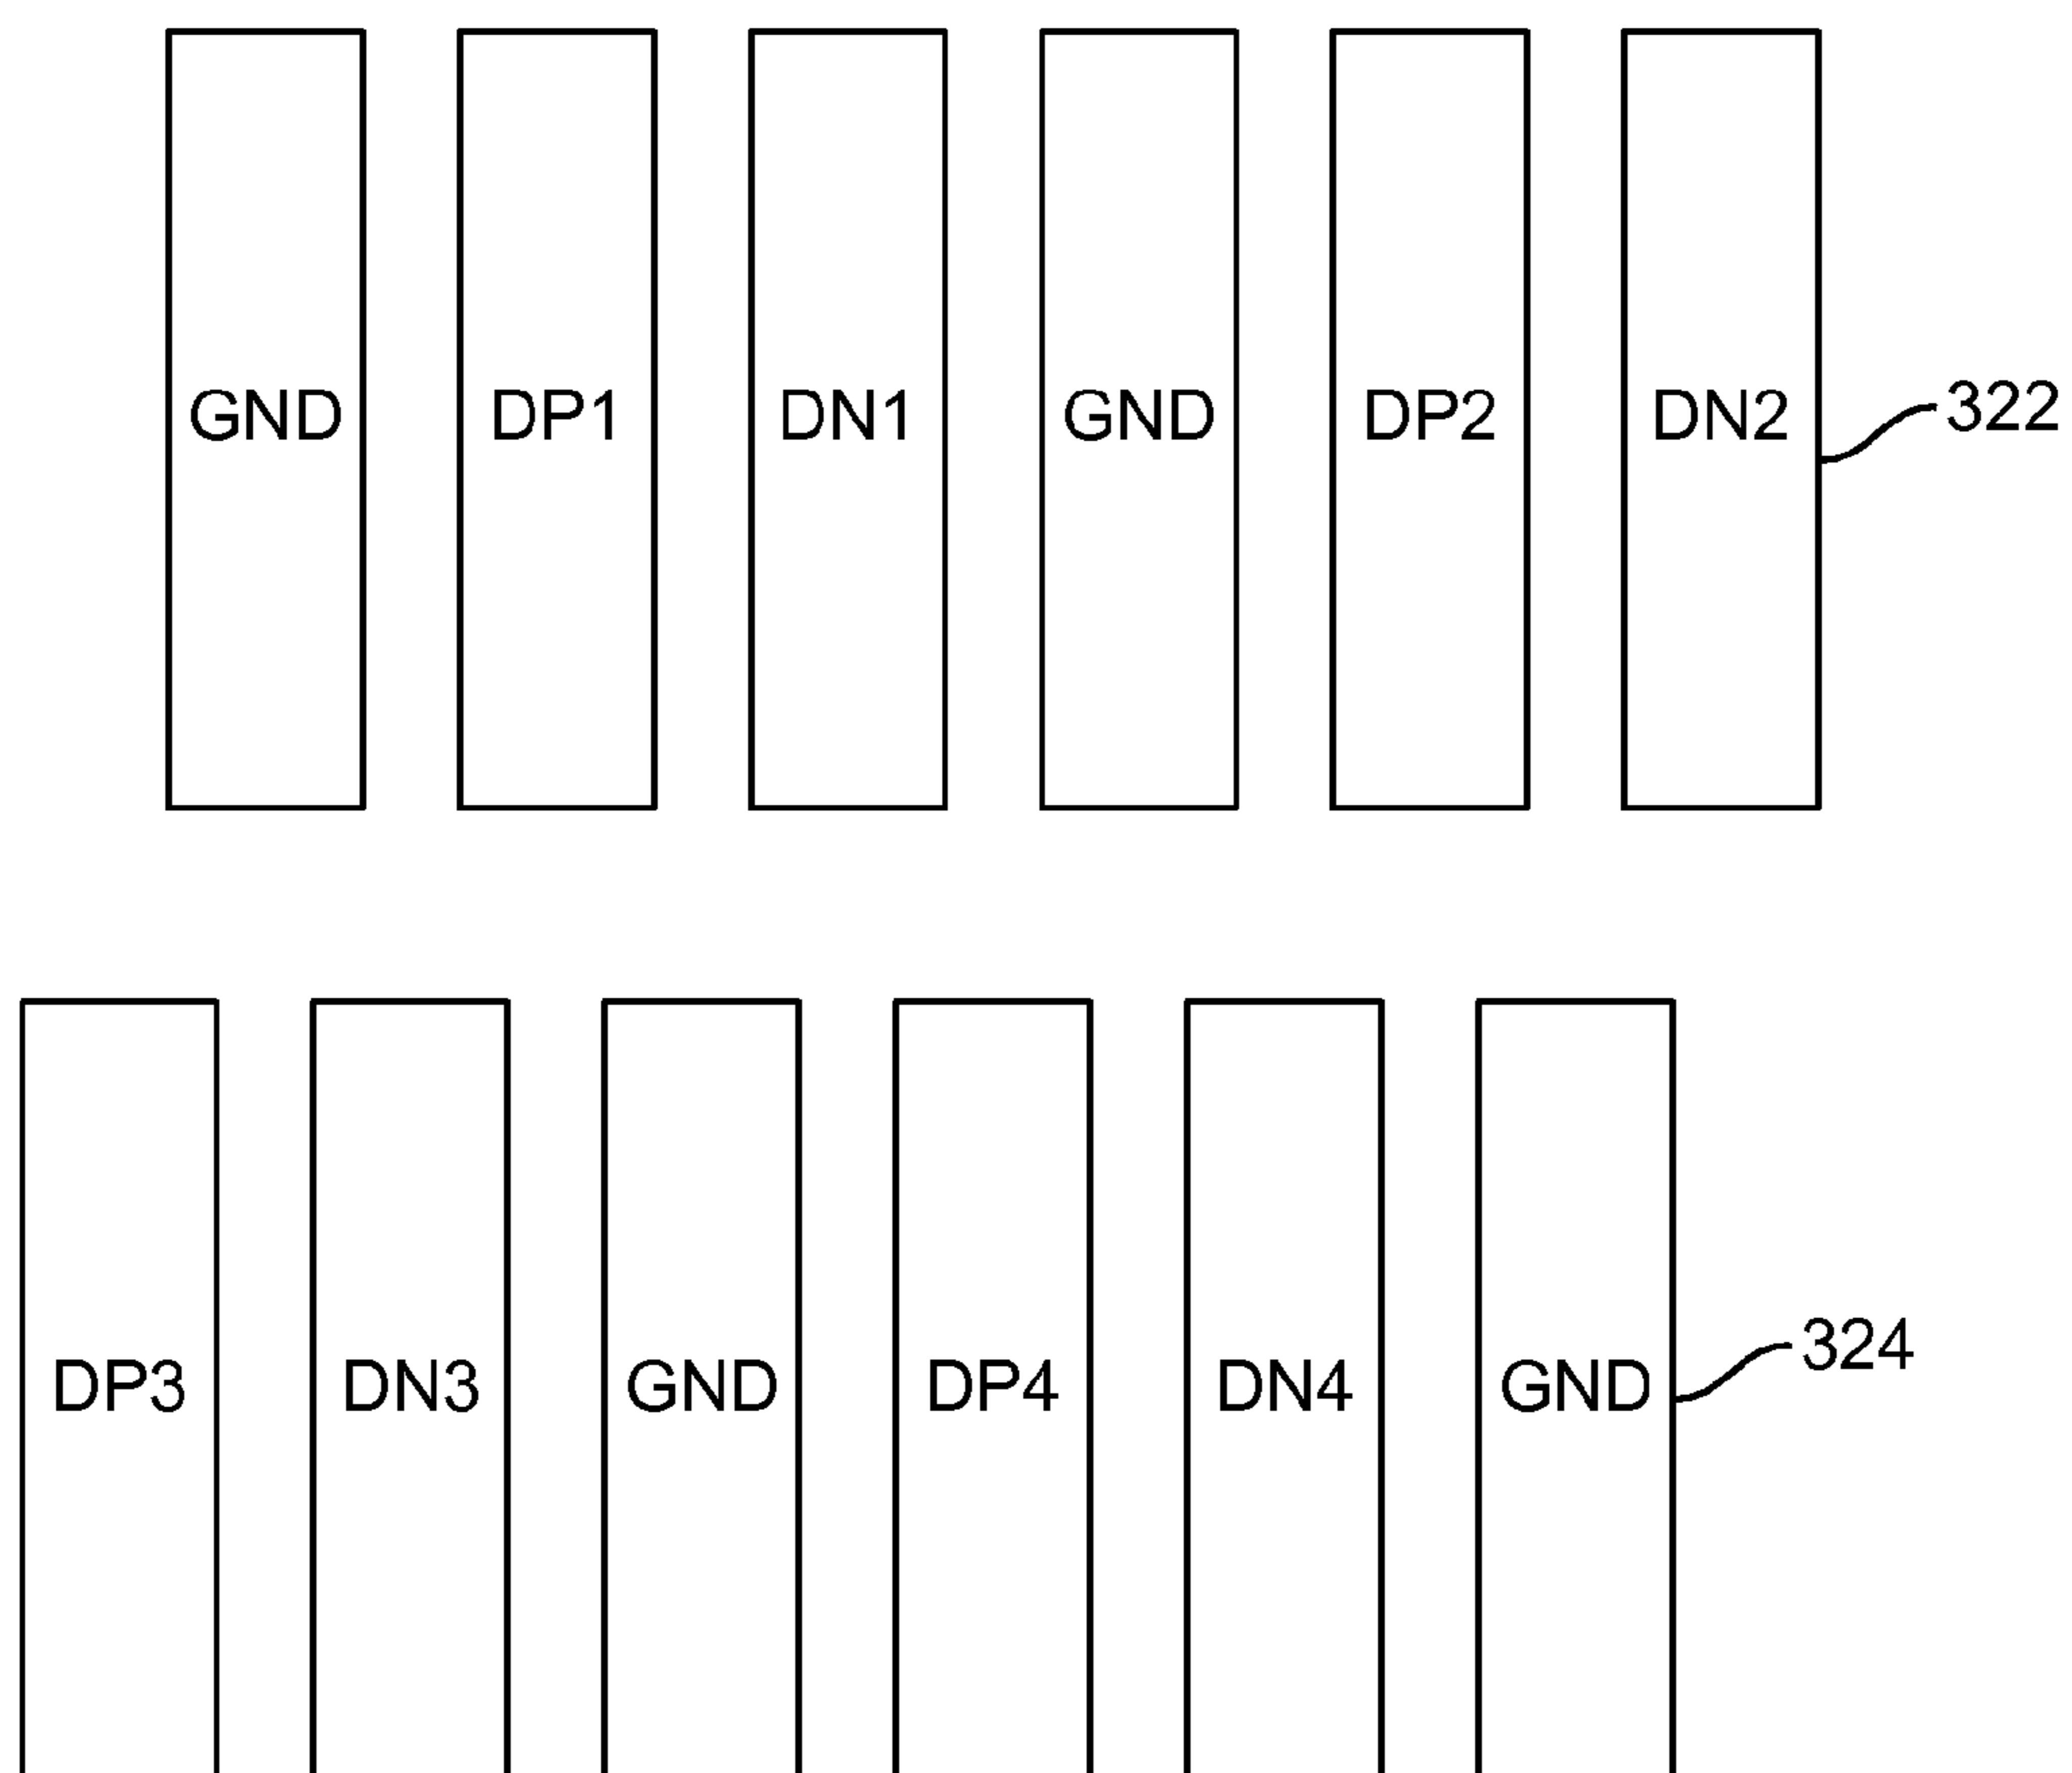 GND DP1 DN1 GND DP2 DN2 322
DP3 DN3 GND DP4 DN4 GND 324